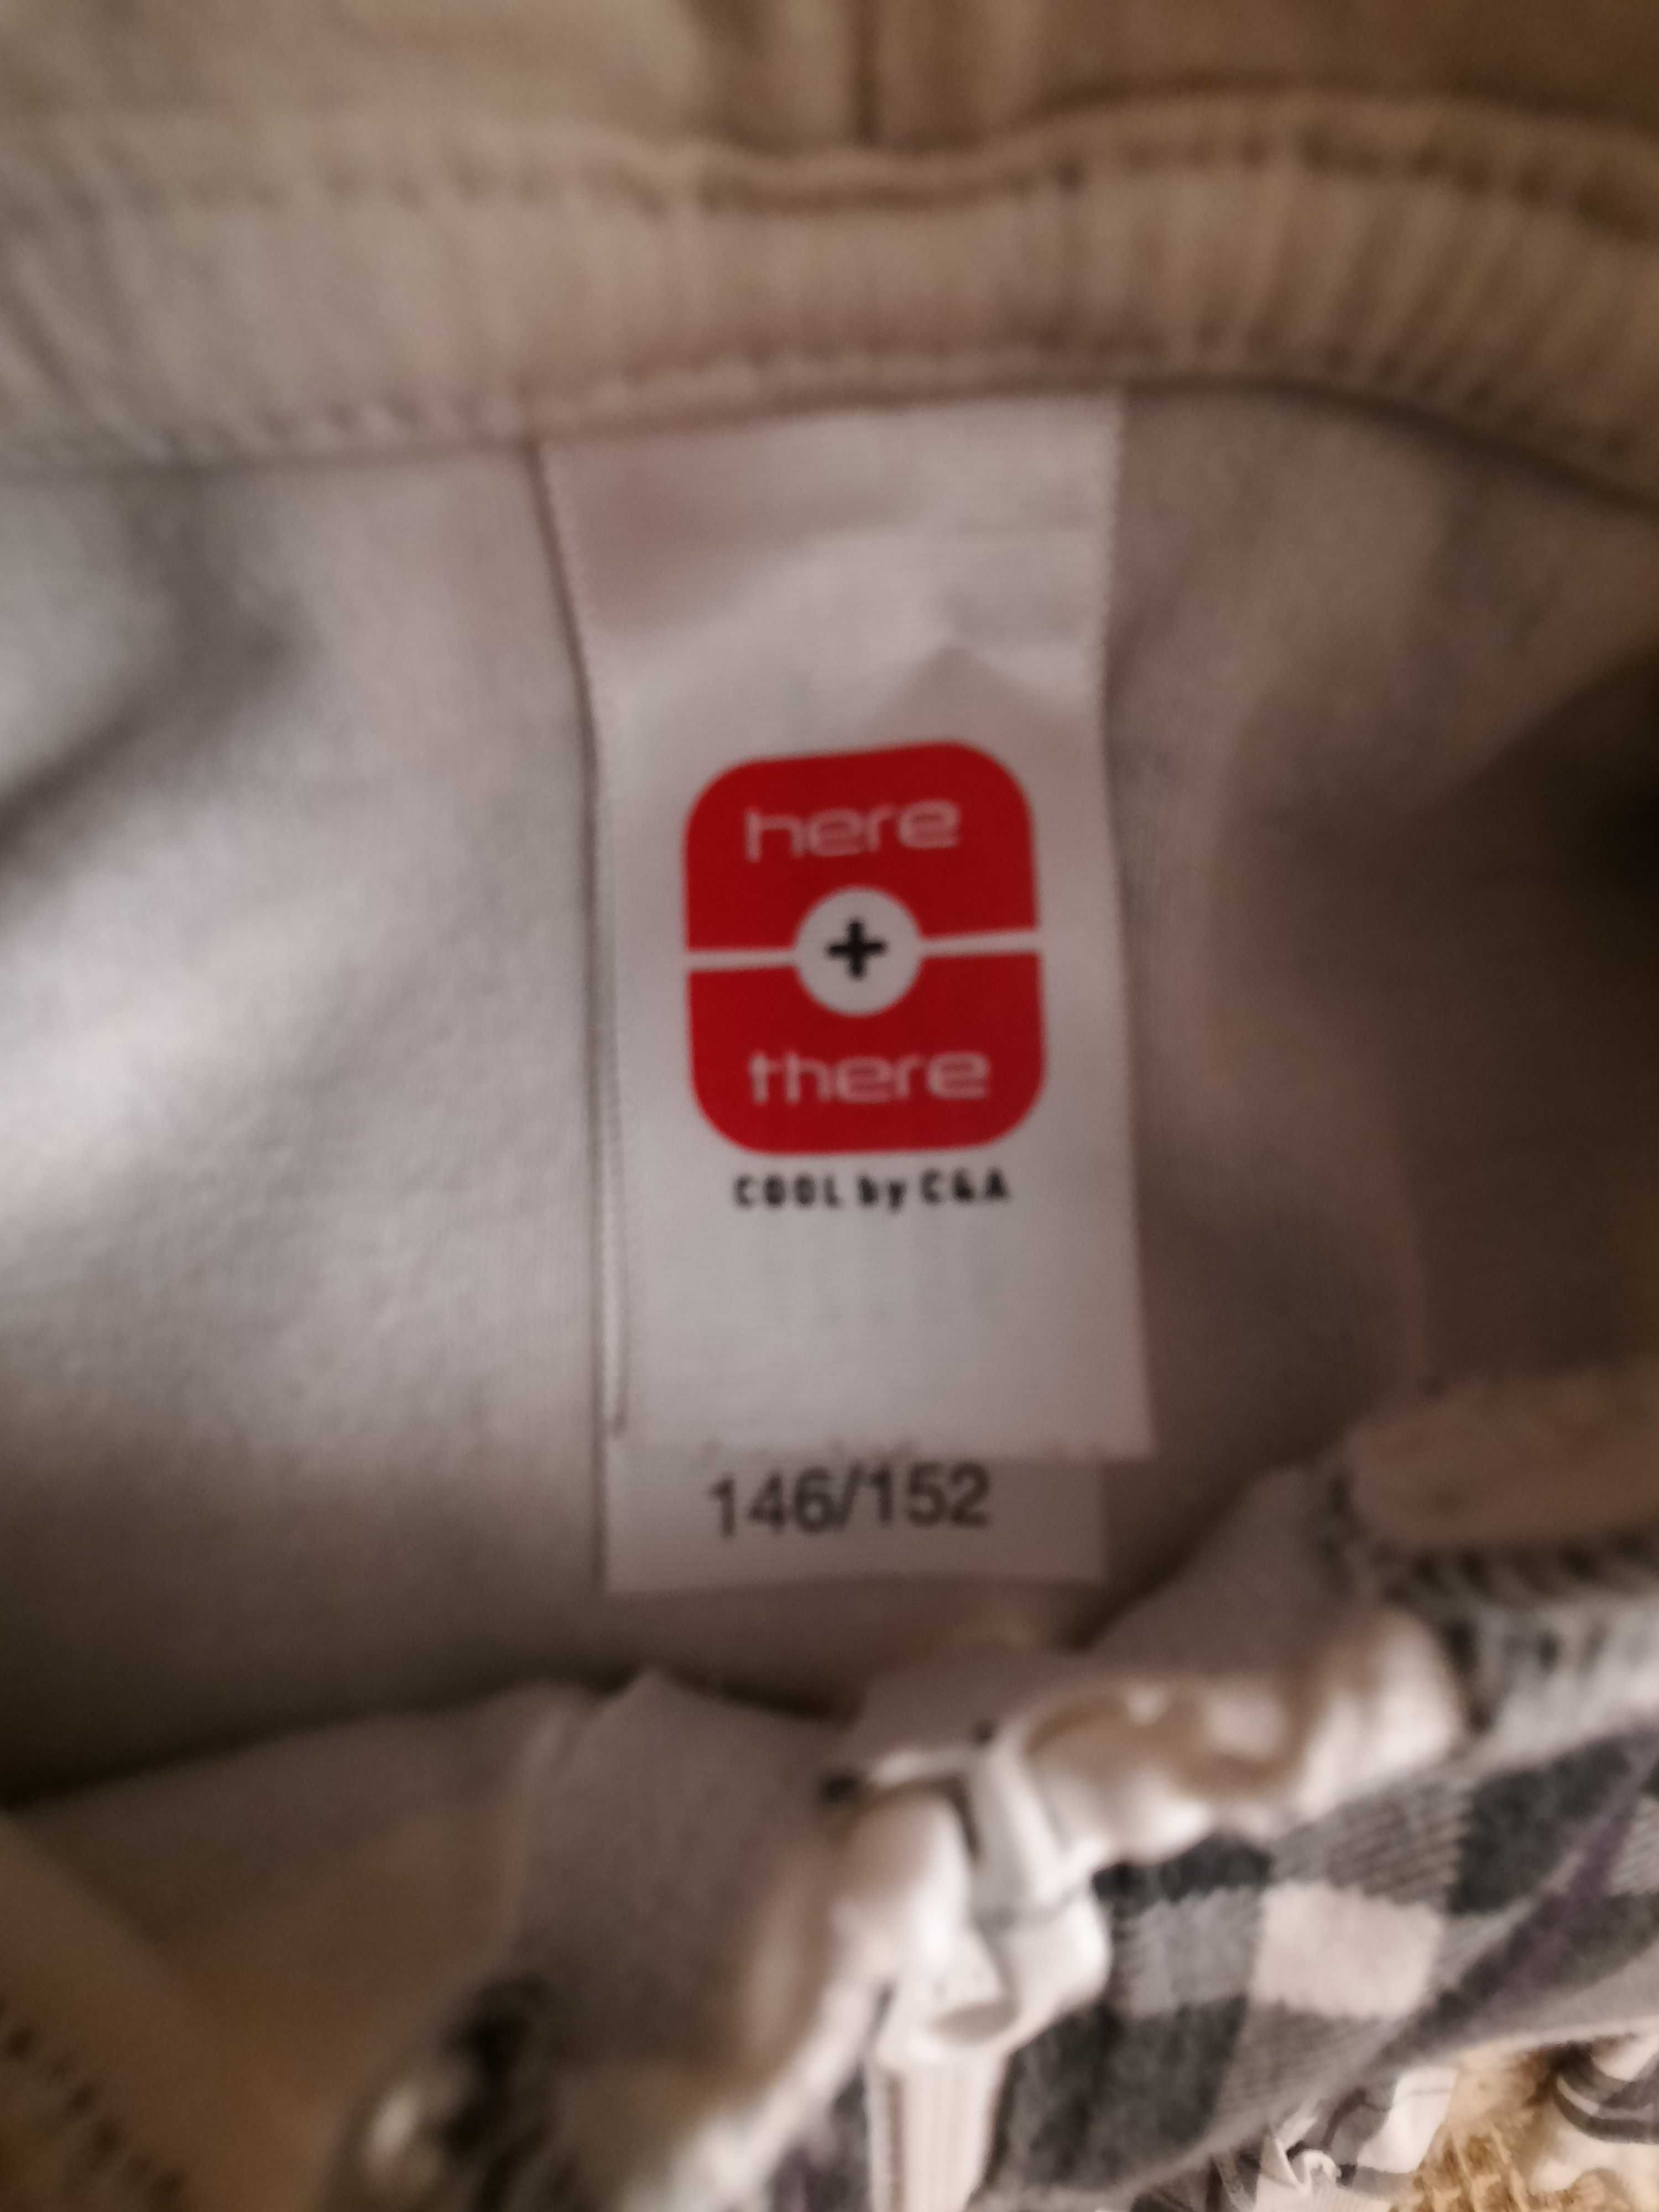 here
+
there
COOL by C&A
146/152